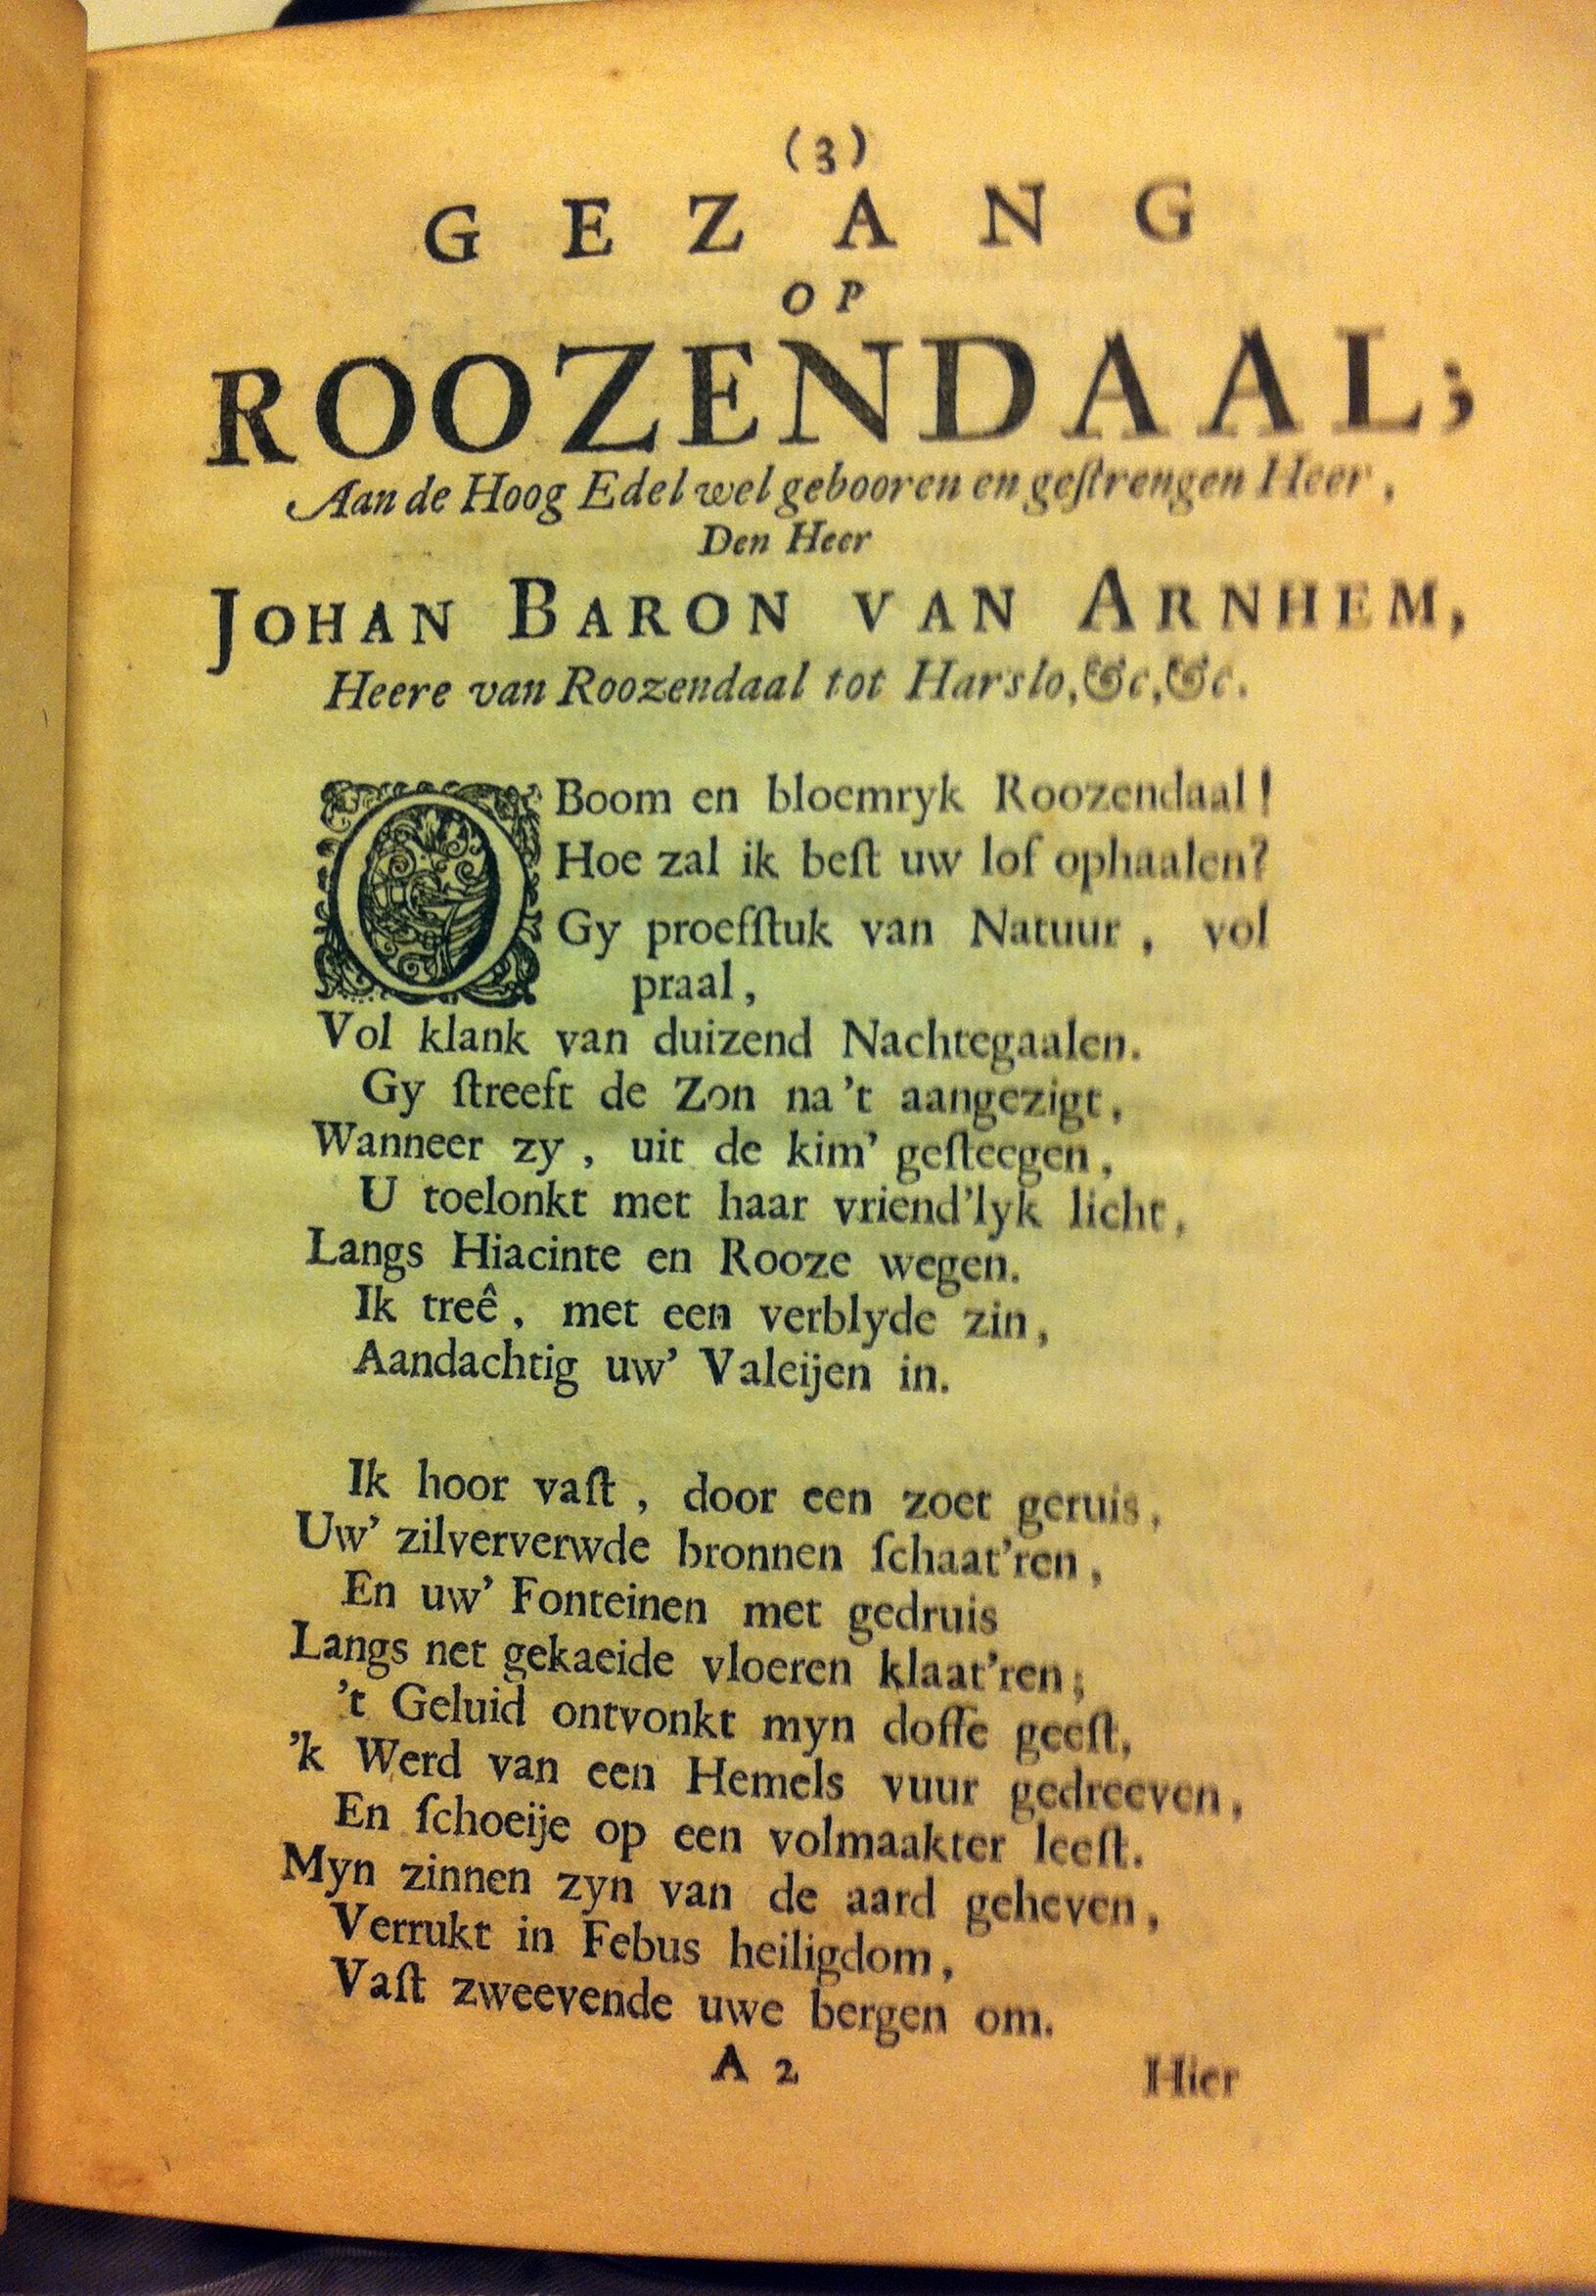 (3)
GEZANG
OP
ROOZENDAAL;
Aan de Hoog Edel wel gebooren en geſtrengen Heer,
Den Heer
JOHAN BARON VAN ARNHEM,
Heere van Roozendaal tot Harslo, &c, &c.
O Boom en bloemryk Roozendaal!
Hoe zal ik beſt uw lof ophaalen?
Gy proefſtuk van Natuur, vol
praal,
Vol klank van duizend Nachtegaalen.
Gy ſtreeft de Zon na't aangezigt,
Wanneer zy, uit de kim' geſteegen,
U toelonkt met haar vriend'lyk licht,
Langs Hiacinte en Rooze wegen.
Ik treê, met een verblyde zin,
Aandachtig uw' Valeijen in.
Ik hoor vaſt, door een zoet geruis,
Uw' zilververwde bronnen ſchaat'ren,
En uw' Fonteinen met gedruis
Langs net gekaeide vloeren klaat'ren;
't Geluid ontvonkt myn doffe geeſt,
'k Werd van een Hemels vuur gedreeven,
En ſchoeije op een volmaakter leeſt.
Myn zinnen zyn van de aard geheven,
Verrukt in Febus heiligdom,
Vaſt zweevende uwe bergen om.
A 2
Hier